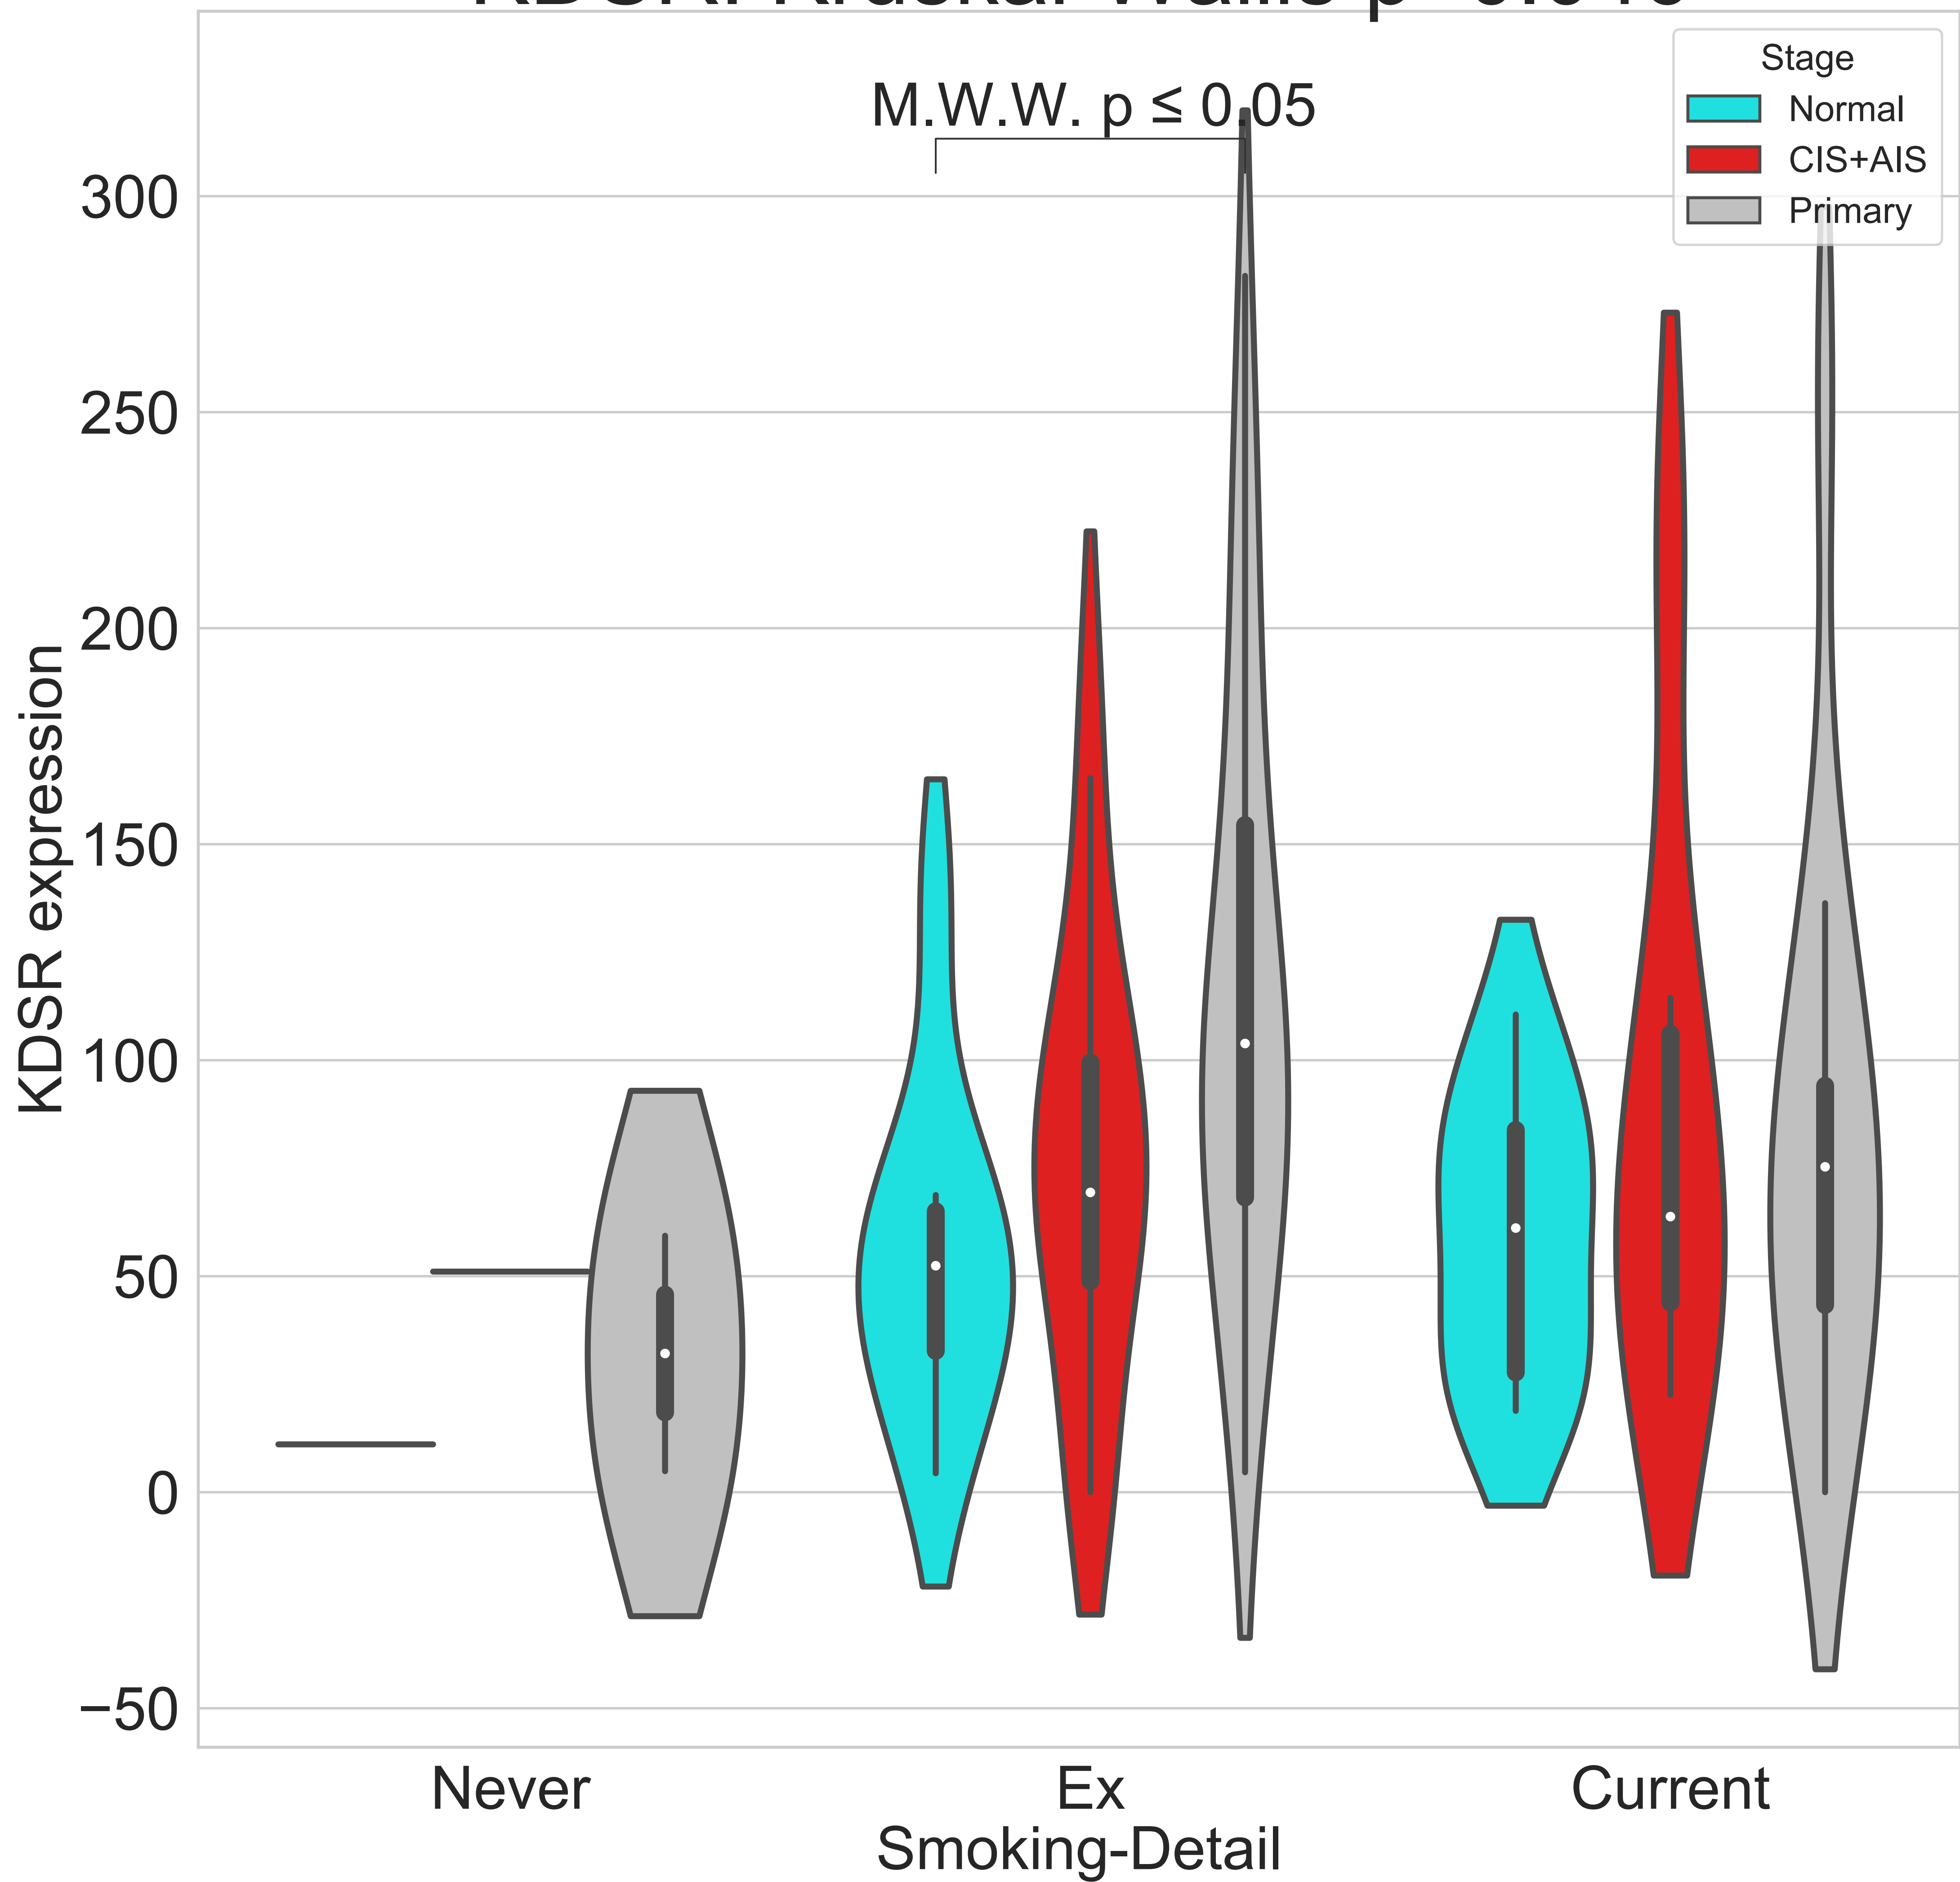 M.W.W. p ≤ 0.05
Stage
Normal
CIS+AIS
Primary
300
250
200
150
100
50
0
−50
KDSR expression
Never
Ex
Current
Smoking-Detail